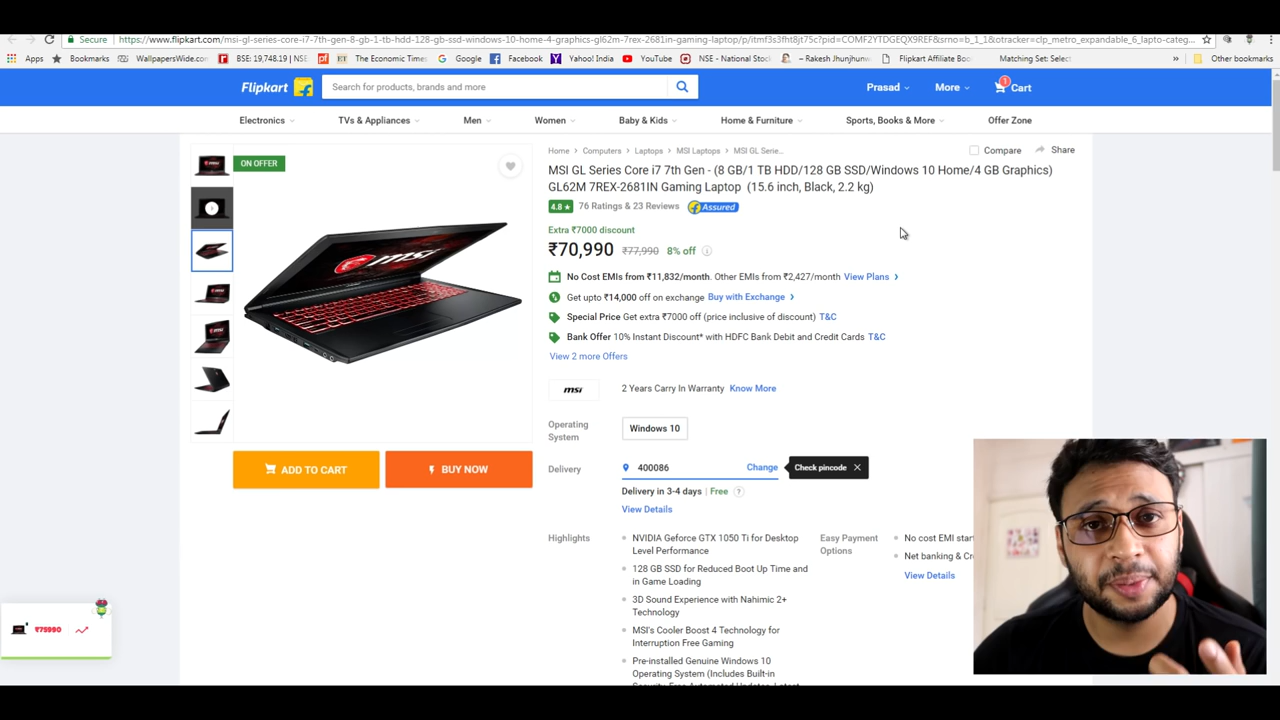 Secure https://www.flipkart.com/msi-gl-series-core-i7-7th-gen-8-gb-1-tb-hdd-128-gb-ssd-windows-10-home-4-graphics-gl62m-7rex-2681in-gaming-laptop/p/itmf3s3fht8jt75c?pid=COMF2YTDGEQX9REF&srno=b_1_1&otracker=clp_metro_expandable_6_lapto-categ...
Apps Bookmarks WallpapersWide.co BSE: 19,748.19 | NSE ET The Economic Times Google Facebook Yahoo! India YouTube NSE - National Stock – Rakesh Jhunjhunw Flipkart Affiliate Boo Matching Set: Selec » Other bookmarks
Flipkart Search for products, brands and more Prasad More Cart
Electronics TVs & Appliances Men Women Baby & Kids Home & Furniture Sports, Books & More Offer Zone
ON OFFER
Home > Computers > Laptops > MSI Laptops > MSI GL Serie... Compare Share
MSI GL Series Core i7 7th Gen - (8 GB/1 TB HDD/128 GB SSD/Windows 10 Home/4 GB Graphics)
GL62M 7REX-2681IN Gaming Laptop (15.6 inch, Black, 2.2 kg)
4.8 ★ 76 Ratings & 23 Reviews Assured
Extra ₹7000 discount
₹70,990 ₹77,990 8% off
No Cost EMIs from ₹11,832/month. Other EMIs from ₹2,427/month View Plans >
Get upto ₹14,000 off on exchange Buy with Exchange >
Special Price Get extra ₹7000 off (price inclusive of discount) T&C
Bank Offer 10% Instant Discount* with HDFC Bank Debit and Credit Cards T&C
View 2 more Offers
msi 2 Years Carry In Warranty Know More
Operating System Windows 10
ADD TO CART BUY NOW
Delivery 400086 Change Check pincode ✕
Delivery in 3-4 days | Free ?
View Details
Highlights
NVIDIA Geforce GTX 1050 Ti for Desktop
Level Performance
128 GB SSD for Reduced Boot Up Time and
in Game Loading
3D Sound Experience with Nahimic 2+
Technology
MSI's Cooler Boost 4 Technology for
Interruption Free Gaming
Pre-installed Genuine Windows 10
Operating System (Includes Built-in
Easy Payment Options
No cost EMI star
Net banking & Cr
View Details
msi
₹75990